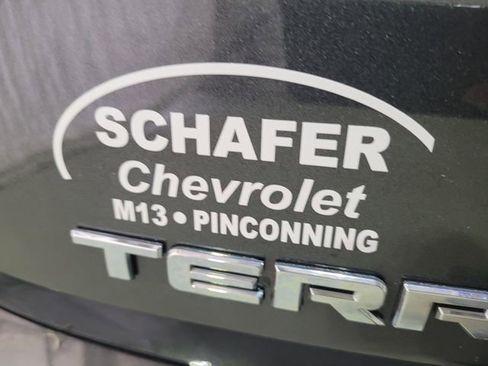 SCHAFER
Chevrolet
M13 • PINCONNING
TERR